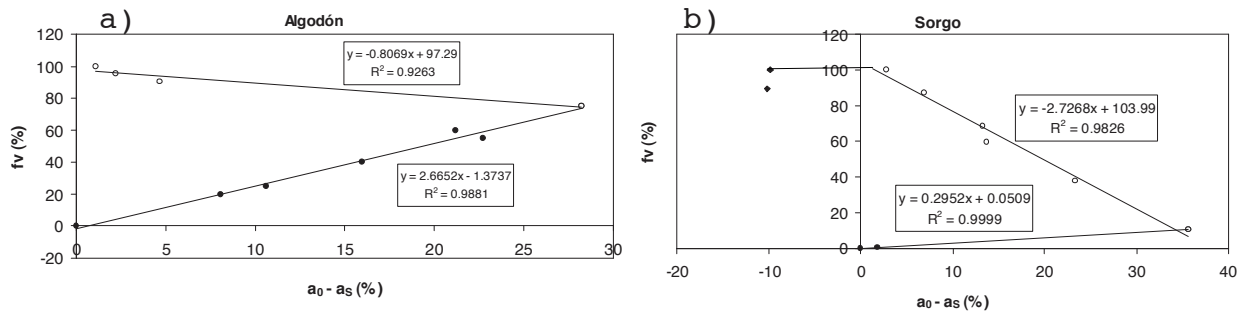 a)
Algodón
120
100
80
60
40
20
0
-20
fv (%)
y = -0.8069x + 97.29
R² = 0.9263
y = 2.6652x - 1.3737
R² = 0.9881
0 5 10 15 20 25 30
a₀ - aₛ (%)
b)
Sorgo
120
100
80
60
40
20
0
fv (%)
y = -2.7268x + 103.99
R² = 0.9826
y = 0.2952x + 0.0509
R² = 0.9999
-20 -10 0 10 20 30 40
a₀ - aₛ (%)